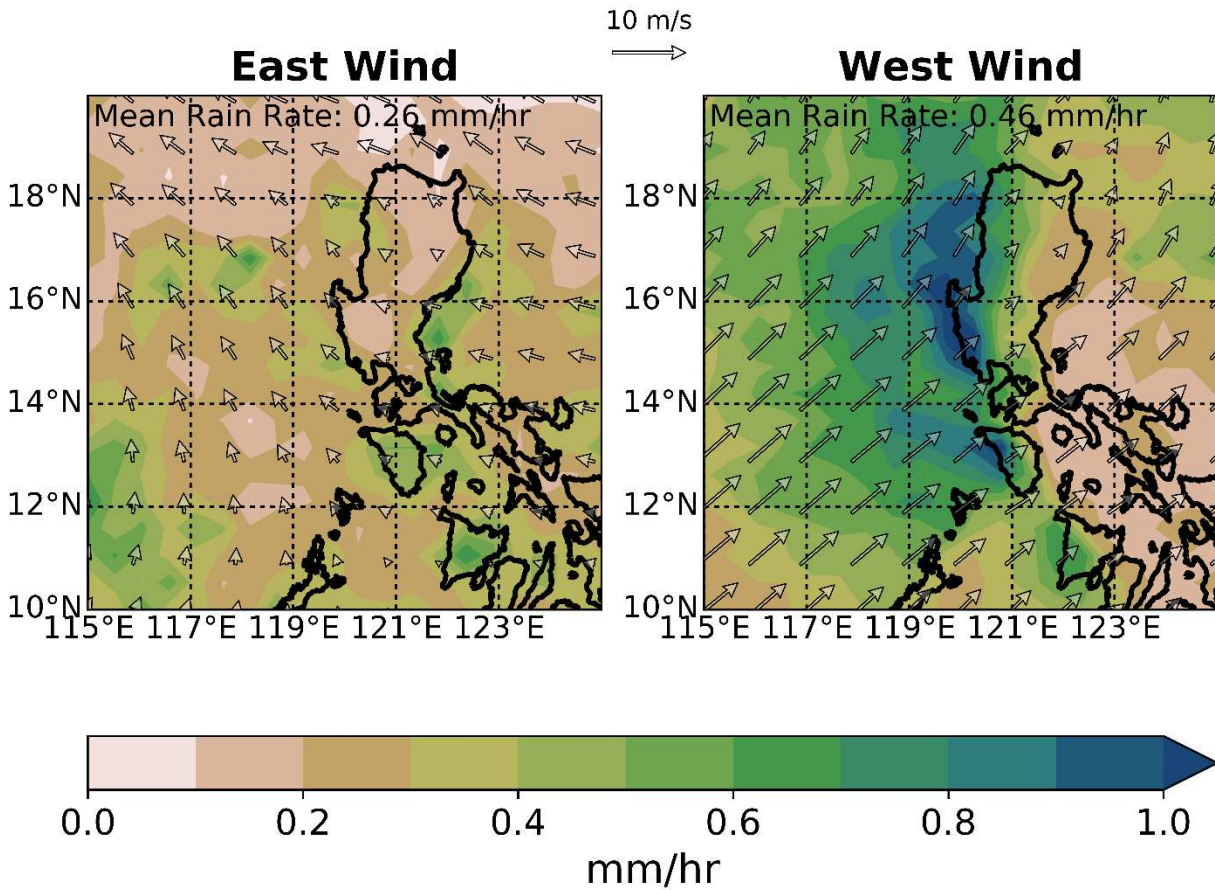 10 m/s
East Wind
West Wind
Mean Rain Rate: 0.26 mm/hr
Mean Rain Rate: 0.46 mm/hr
18°N
16°N
14°N
12°N
10°N
115°E 117°E 119°E 121°E 123°E
18°N
16°N
14°N
12°N
10°N
115°E 117°E 119°E 121°E 123°E
0.0 0.2 0.4 0.6 0.8 1.0
mm/hr